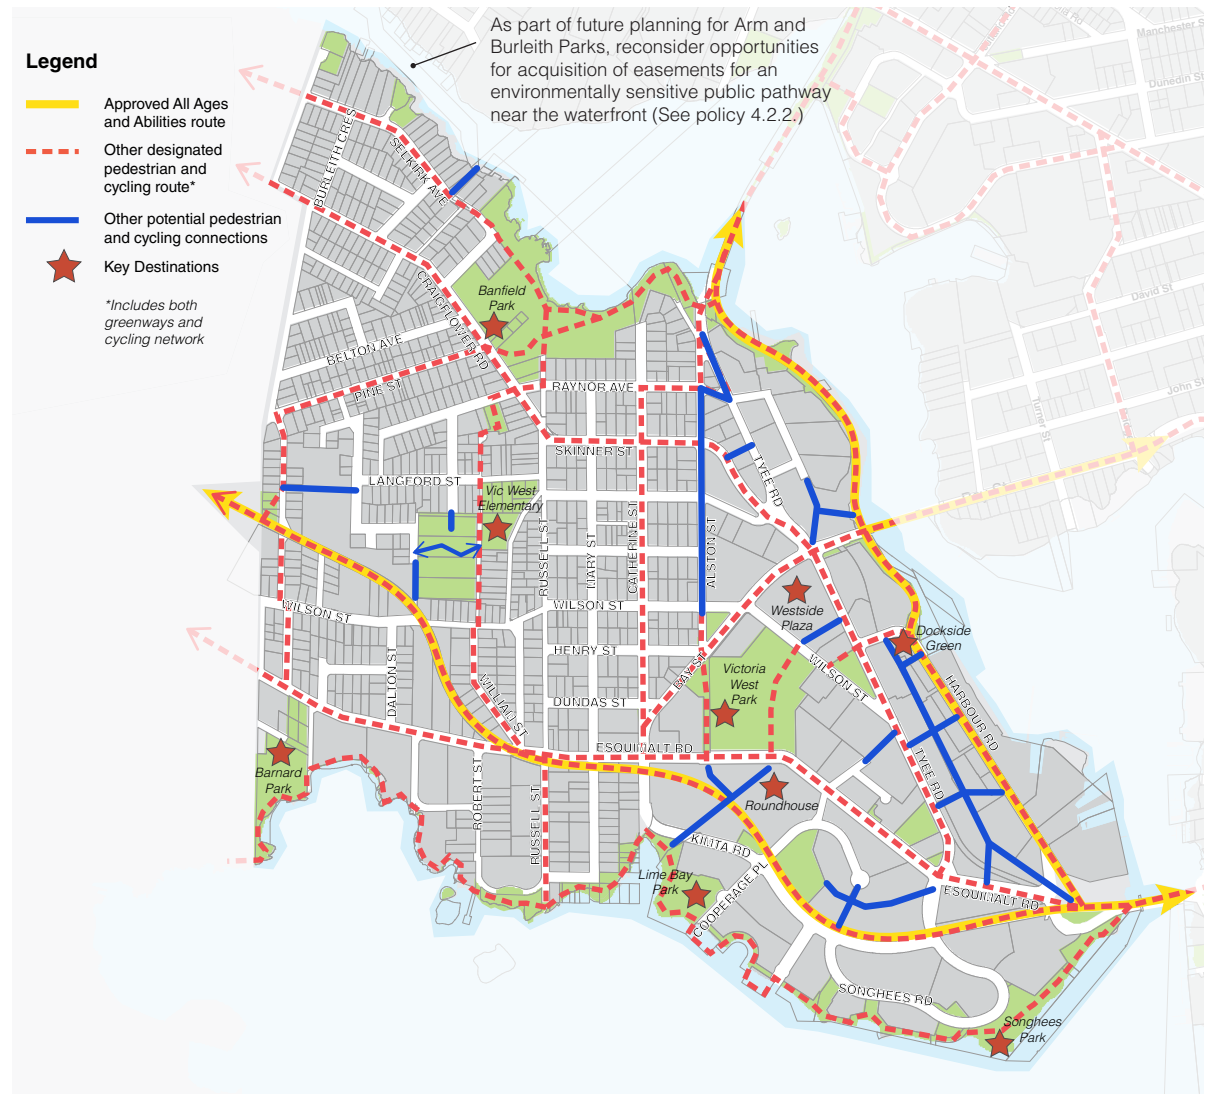 As part of future planning for Arm and
Burleith Parks, reconsider opportunities
for acquisition of easements for an
environmentally sensitive public pathway
near the waterfront (See policy 4.2.2.)
Legend
Approved All Ages
and Abilities route
Other designated
pedestrian and
cycling route*
Other potential pedestrian
and cycling connections
Key Destinations
*Includes both
greenways and
cycling network
Manchester S
Dunedin St
David St
John St
Turner St
BURLEITH CRES
SELKIRK AVE
CRAIGFLOWER RD
Banfield
Park
BELTON AVE
PINE ST
RAYNOR AVE
SKINNER ST
LANGFORD ST
Vic West
Elementary
TYEE RD
RUSSELL ST
MARY ST
CATHERINE ST
ALSTON ST
WILSON ST
WILSON ST
Westside
Plaza
Dockside
Green
HENRY ST
BAY ST
Victoria
West
Park
WILSON ST
HARBOUR RD
DALTON ST
WILLIAM ST
DUNDAS ST
ESQUIMALT RD
TYEE RD
Barnard
Park
ROBERT ST
RUSSELL ST
Roundhouse
KIMTA RD
Lime Bay
Park
COOPERAGE PL
ESQUIMALT RD
SONGHEES RD
Songhees
Park